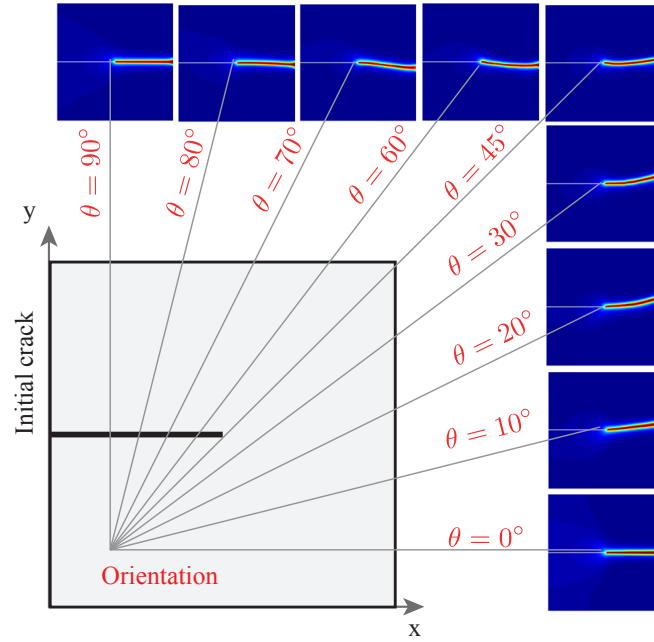 θ = 90°
θ = 80°
θ = 70°
θ = 60°
θ = 45°
θ = 30°
θ = 20°
θ = 10°
θ = 0°
y
Initial crack
Orientation
x